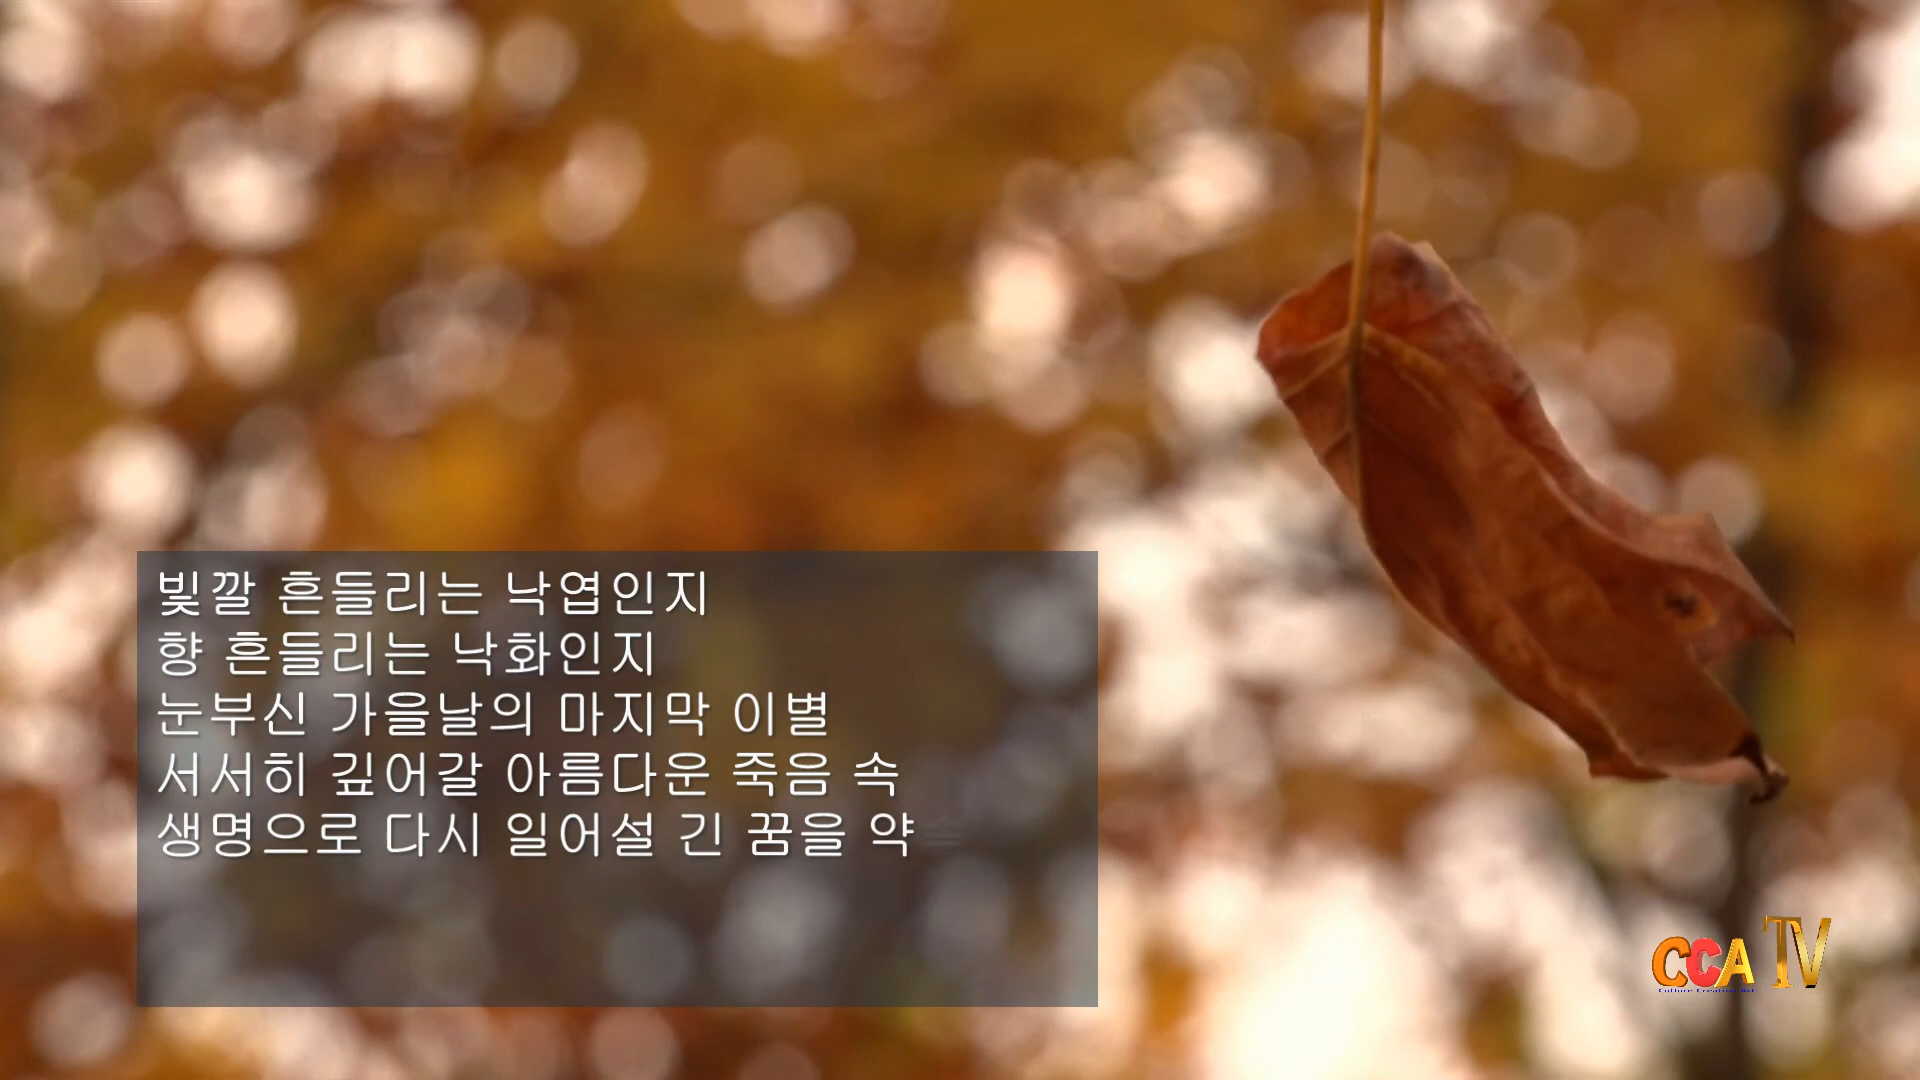 빛깔 흔들리는 낙엽인지
향 흔들리는 낙화인지
눈부신 가을날의 마지막 이별
서서히 깊어갈 아름다운 죽음 속
생명으로 다시 일어설 긴 꿈을 약
CCA TV
Culture Creation Art